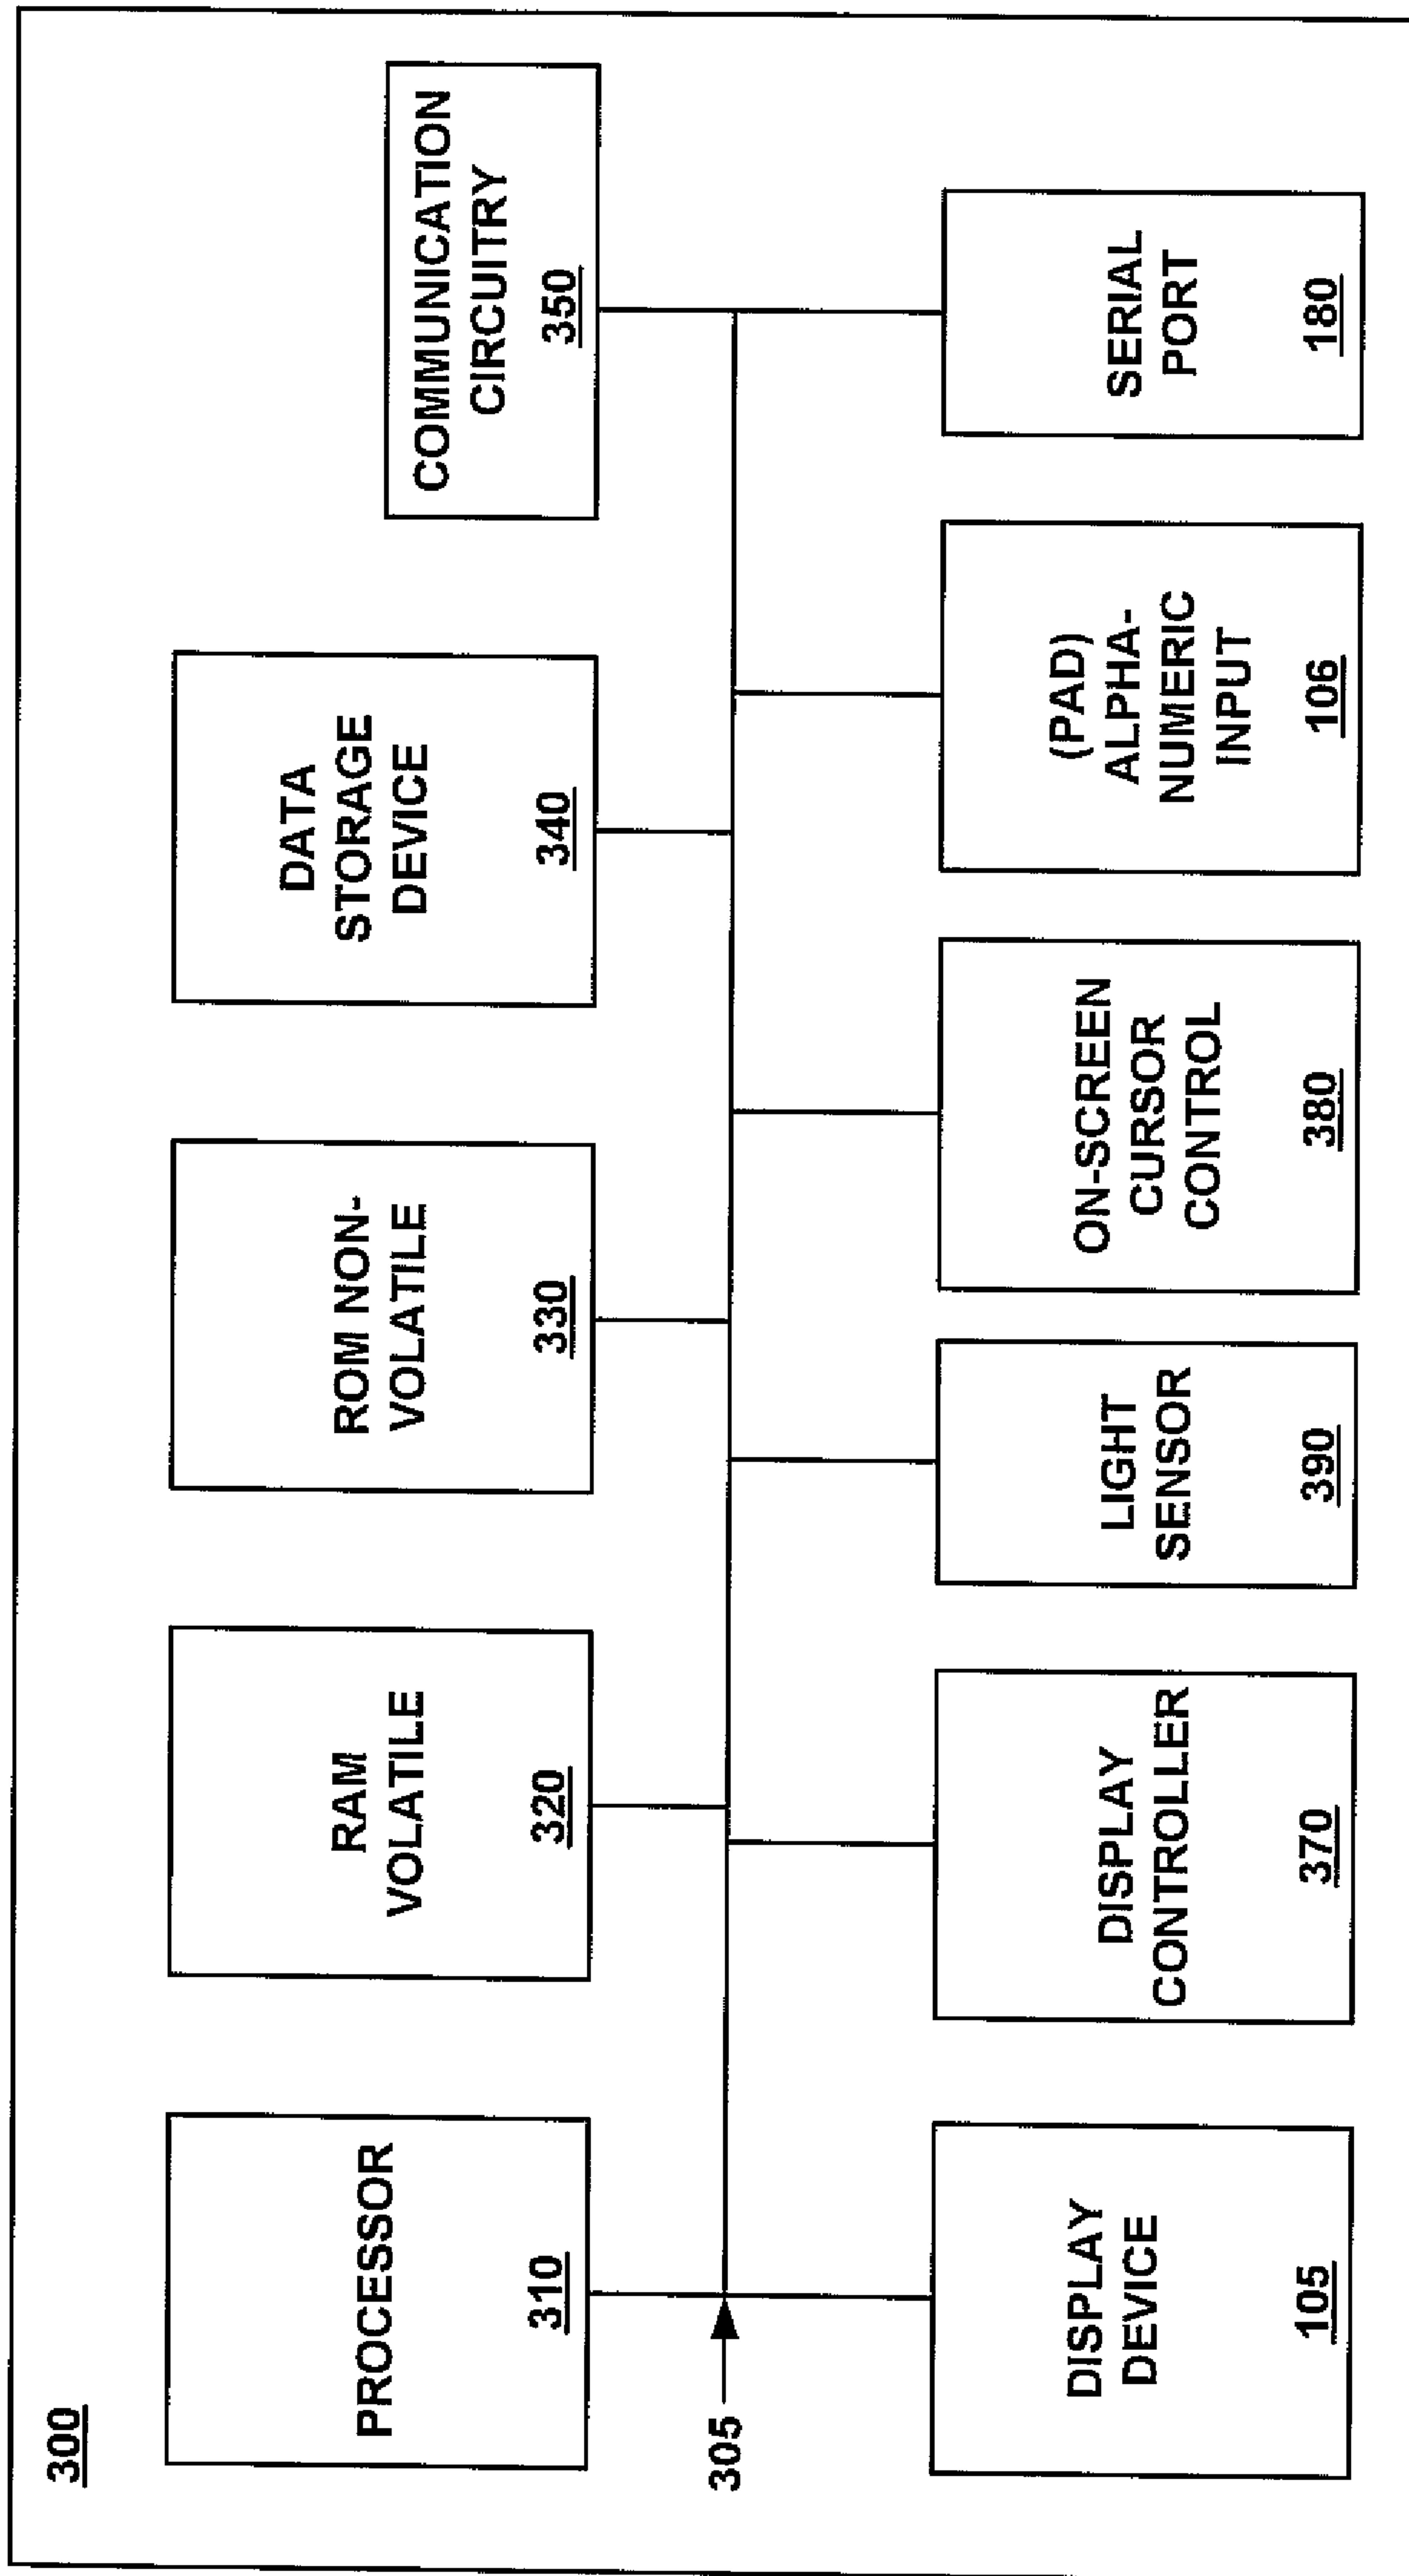 300
PROCESSOR
310
RAM
VOLATILE
320
ROM NON-
VOLATILE
330
DATA
STORAGE
DEVICE
340
COMMUNICATION
CIRCUITRY
350
305
DISPLAY
DEVICE
105
DISPLAY
CONTROLLER
370
LIGHT
SENSOR
390
ON-SCREEN
CURSOR
CONTROL
380
(PAD)
ALPHA-
NUMERIC
INPUT
106
SERIAL
PORT
180